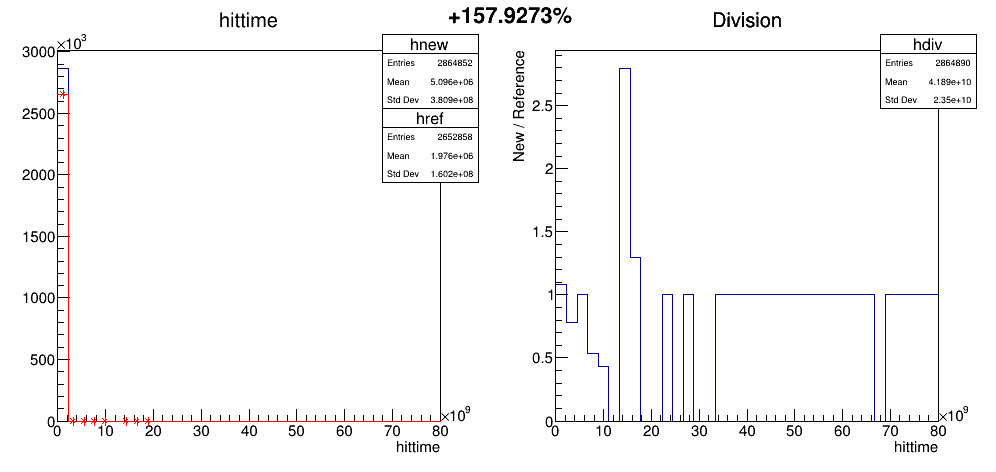 +157.9273%
hittime
×10³
3000
2500
2000
1500
1000
500
0
0 10 20 30 40 50 60 70 80
×10⁹
hittime
hnew
Entries 2864852
Mean 5.096e+06
Std Dev 3.809e+08
href
Entries 2652858
Mean 1.976e+06
Std Dev 1.602e+08
Division
New / Reference
2.5
2
1.5
1
0.5
0
0 10 20 30 40 50 60 70 80
×10⁹
hittime
hdiv
Entries 2864890
Mean 4.189e+10
Std Dev 2.35e+10